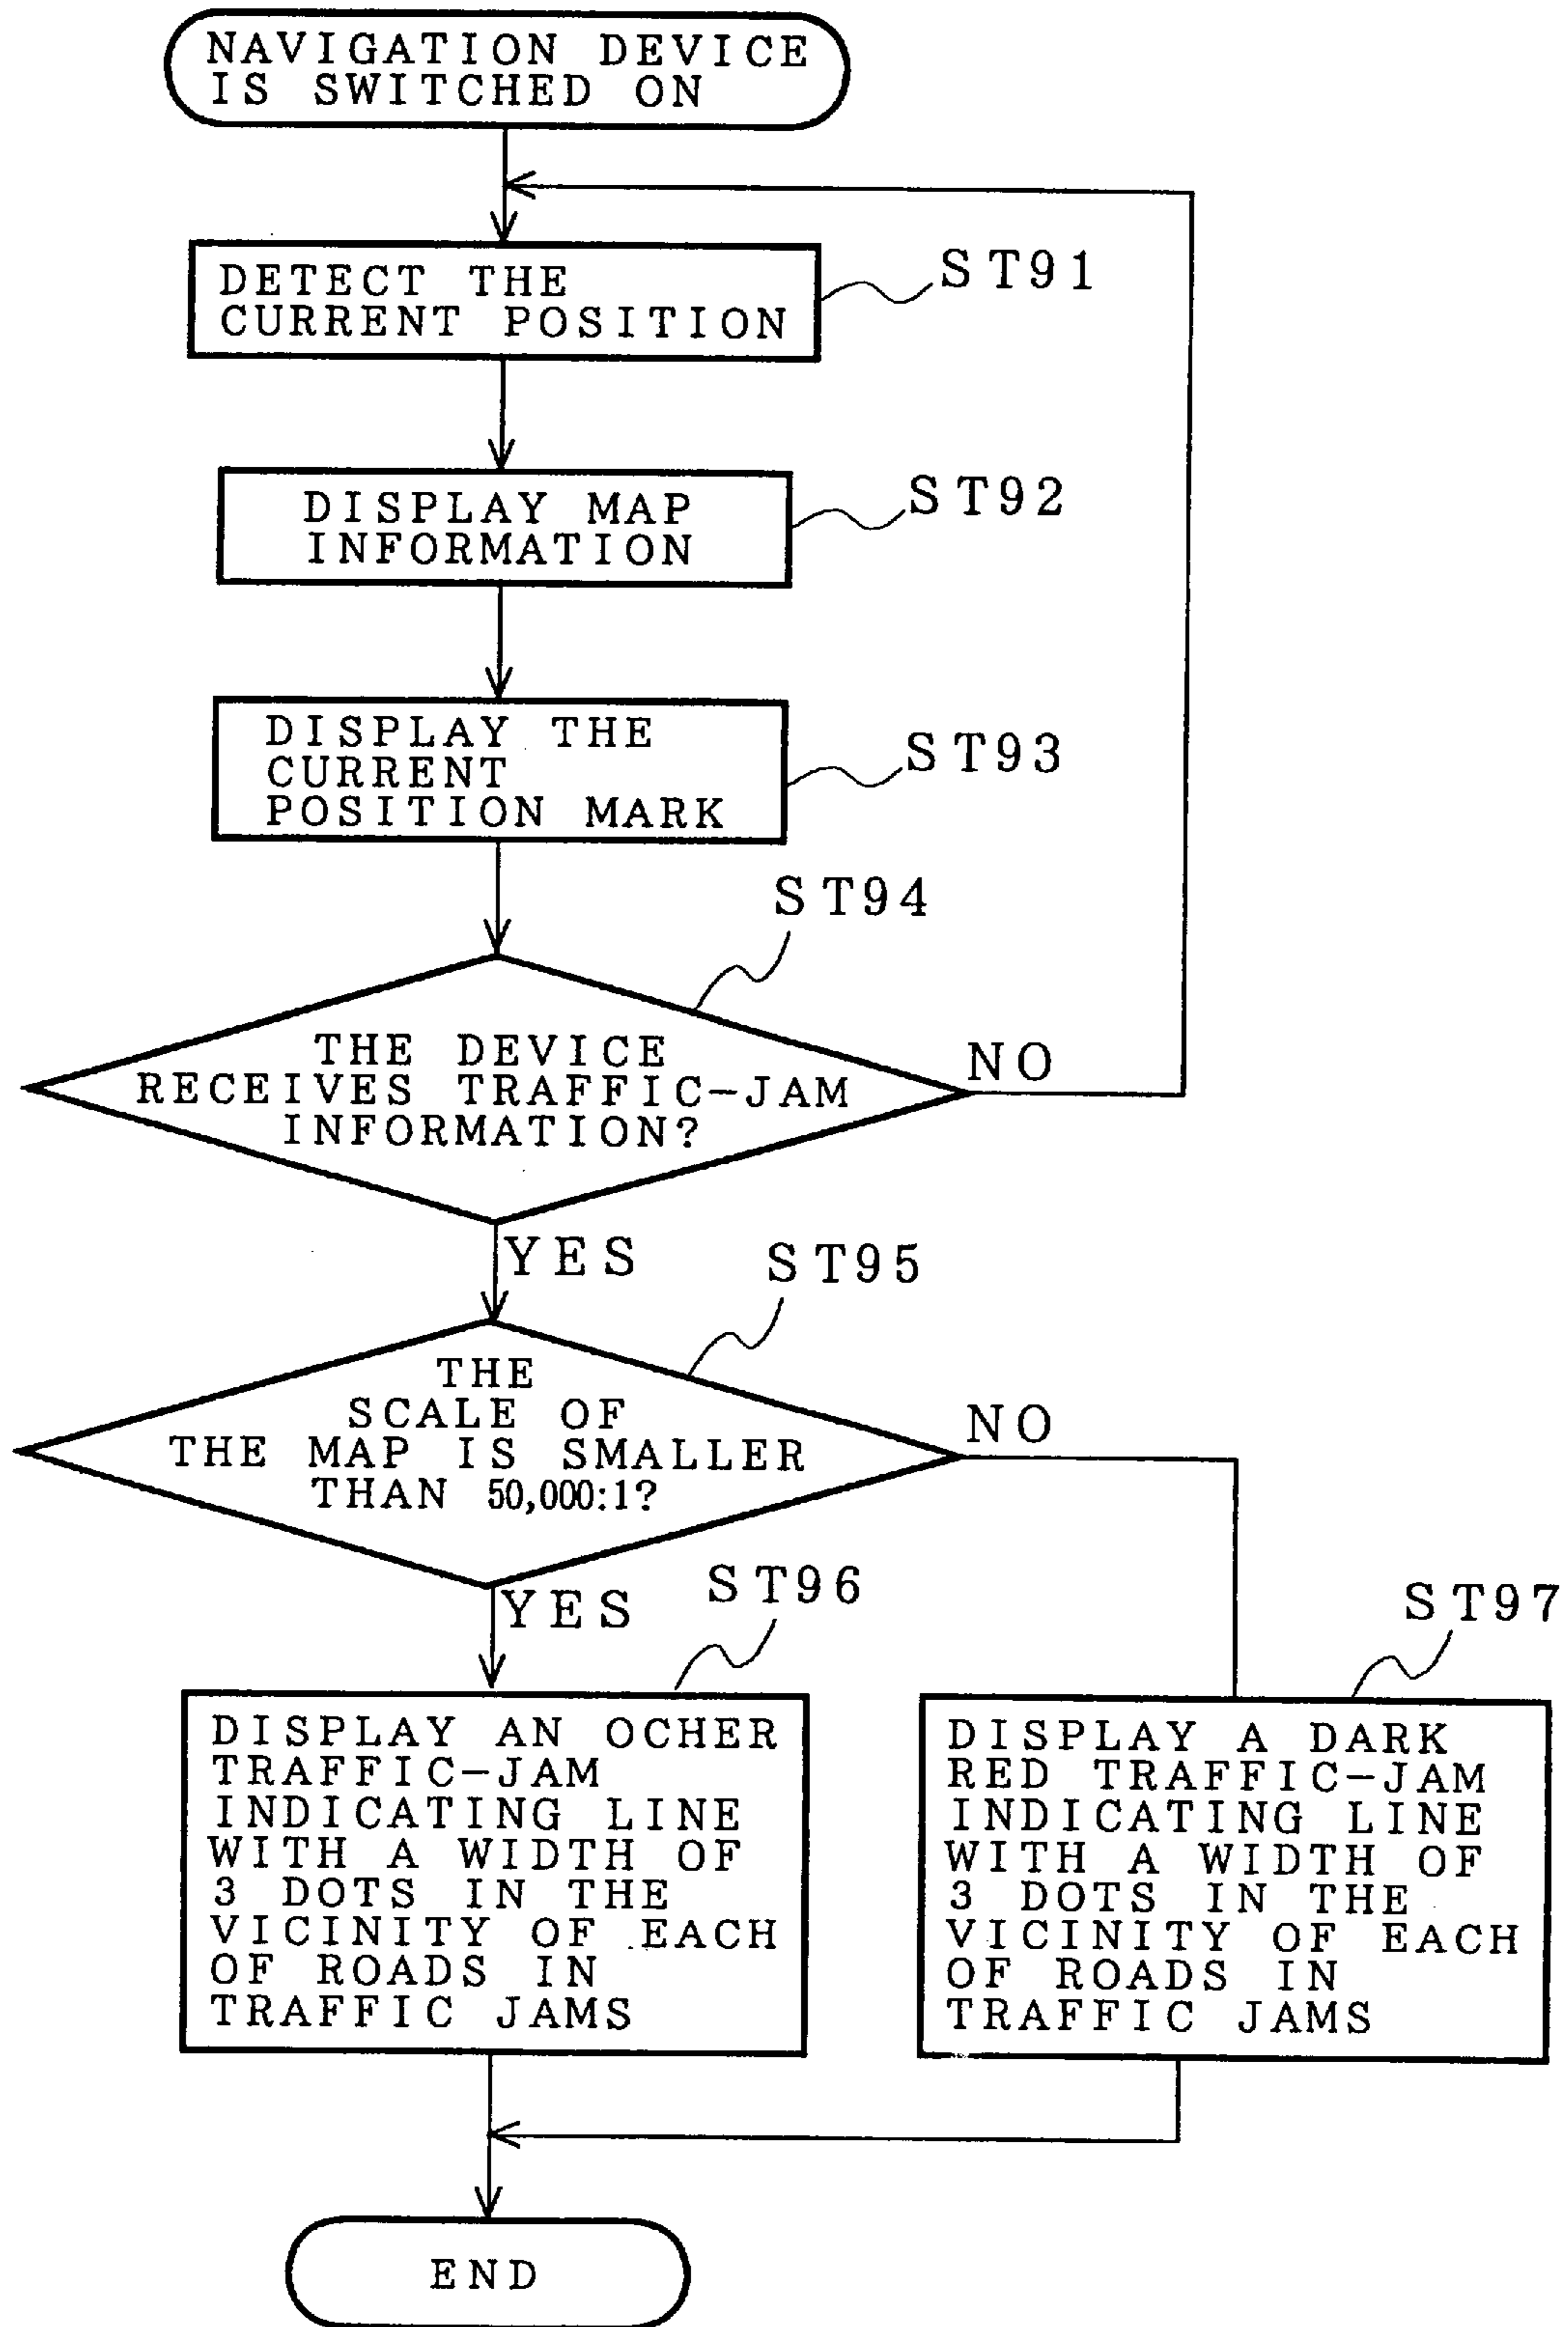 NAVIGATION DEVICE
IS SWITCHED ON
DETECT THE
CURRENT POSITION
ST91
DISPLAY MAP
INFORMATION
ST92
DISPLAY THE
CURRENT
POSITION MARK
ST93
ST94
THE DEVICE
RECEIVES TRAFFIC-JAM
INFORMATION?
NO
YES
ST95
THE
SCALE OF
THE MAP IS SMALLER
THAN 50,000:1?
NO
YES
ST96
DISPLAY AN OCHER
TRAFFIC-JAM
INDICATING LINE
WITH A WIDTH OF
3 DOTS IN THE
VICINITY OF EACH
OF ROADS IN
TRAFFIC JAMS
ST97
DISPLAY A DARK
RED TRAFFIC-JAM
INDICATING LINE
WITH A WIDTH OF
3 DOTS IN THE
VICINITY OF EACH
OF ROADS IN
TRAFFIC JAMS
END